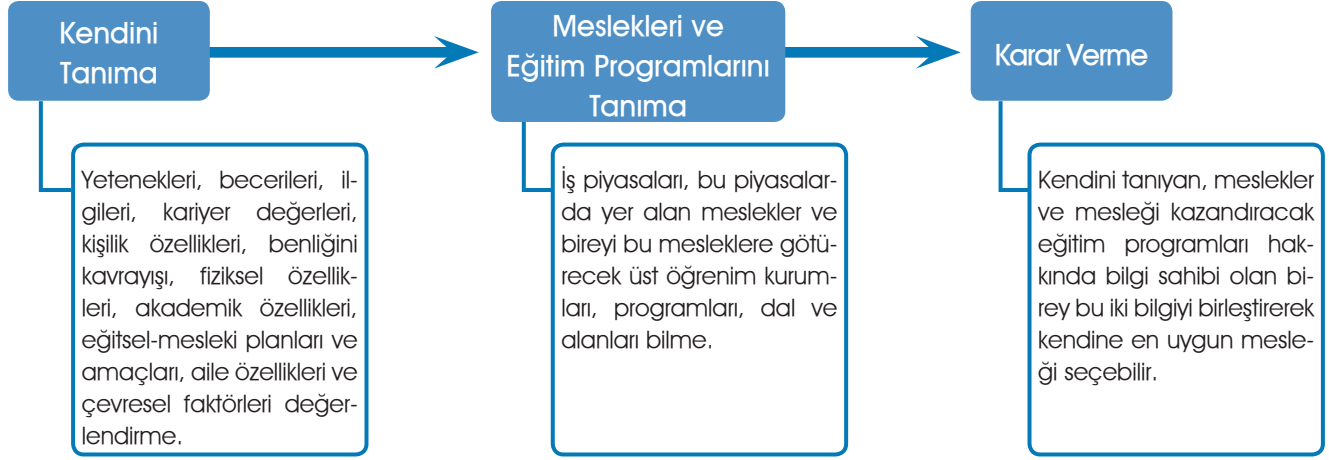 Kendini
Tanıma
Meslekleri ve
Eğitim Programlarını
Tanıma
Karar Verme
Yetenekleri, becerileri, il-
gileri, kariyer değerleri,
kişilik özellikleri, benliğini
kavrayışı, fiziksel özellik-
leri, akademik özellikleri,
eğitsel-mesleki planları ve
amaçları, aile özellikleri ve
çevresel faktörleri değer-
lendirme.
İş piyasaları, bu piyasalar-
da yer alan meslekler ve
bireyi bu mesleklere götü-
recek üst öğrenim kurum-
ları, programları, dal ve
alanları bilme.
Kendini tanıyan, meslekler
ve mesleği kazandıracak
eğitim programları hak-
kında bilgi sahibi olan bi-
rey bu iki bilgiyi birleştirerek
kendine en uygun mesle-
ği seçebilir.